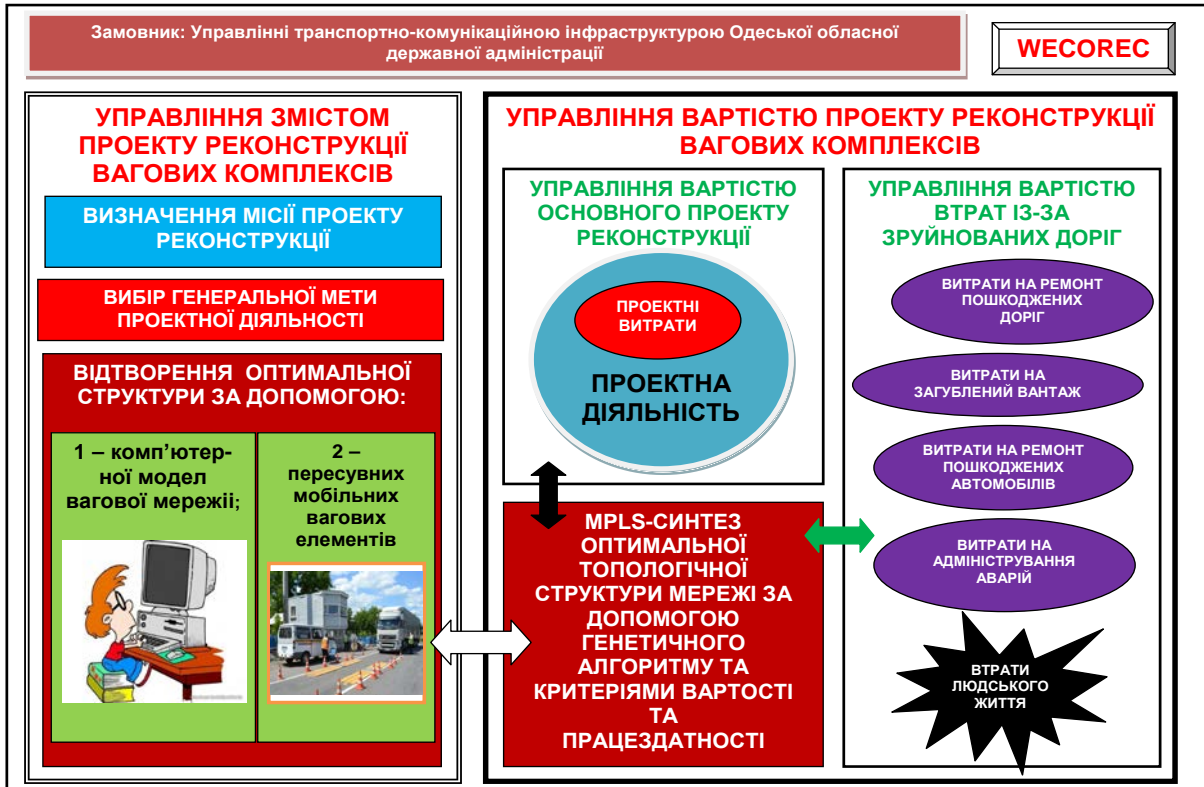 Замовник: Управлінні транспортно-комунікаційною інфраструктурою Одеської обласної
державної адміністрації
WECOREC
УПРАВЛІННЯ ЗМІСТОМ
ПРОЕКТУ РЕКОНСТРУКЦІЇ
ВАГОВИХ КОМПЛЕКСІВ
ВИЗНАЧЕННЯ МІСІЇ ПРОЕКТУ
РЕКОНСТРУКЦІЇ
ВИБІР ГЕНЕРАЛЬНОЇ МЕТИ
ПРОЕКТНОЇ ДІЯЛЬНОСТІ
ВІДТВОРЕННЯ ОПТИМАЛЬНОЇ
СТРУКТУРИ ЗА ДОПОМОГОЮ:
1 – комп’ютер-
ної модел
вагової мережіі;
2 –
пересувних
мобільних
вагових
елементів
УПРАВЛІННЯ ВАРТІСТЮ ПРОЕКТУ РЕКОНСТРУКЦІЇ
ВАГОВИХ КОМПЛЕКСІВ
УПРАВЛІННЯ ВАРТІСТЮ
ОСНОВНОГО ПРОЕКТУ
РЕКОНСТРУКЦІЇ
ПРОЕКТНІ
ВИТРАТИ
ПРОЕКТНА
ДІЯЛЬНІСТЬ
MPLS-СИНТЕЗ
ОПТИМАЛЬНОЇ
ТОПОЛОГІЧНОЇ
СТРУКТУРИ МЕРЕЖІ ЗА
ДОПОМОГОЮ
ГЕНЕТИЧНОГО
АЛГОРИТМУ ТА
КРИТЕРІЯМИ ВАРТОСТІ
ТА
ПРАЦЕЗДАТНОСТІ
УПРАВЛІННЯ ВАРТІСТЮ
ВТРАТ ІЗ-ЗА
ЗРУЙНОВАНИХ ДОРІГ
ВИТРАТИ НА РЕМОНТ
ПОШКОДЖЕНИХ
ДОРІГ
ВИТРАТИ НА
ЗАГУБЛЕНИЙ ВАНТАЖ
ВИТРАТИ НА РЕМОНТ
ПОШКОДЖЕНИХ
АВТОМОБІЛІВ
ВИТРАТИ НА
АДМІНІСТРУВАННЯ
АВАРІЙ
ВТРАТИ
ЛЮДСЬКОГО
ЖИТТЯ